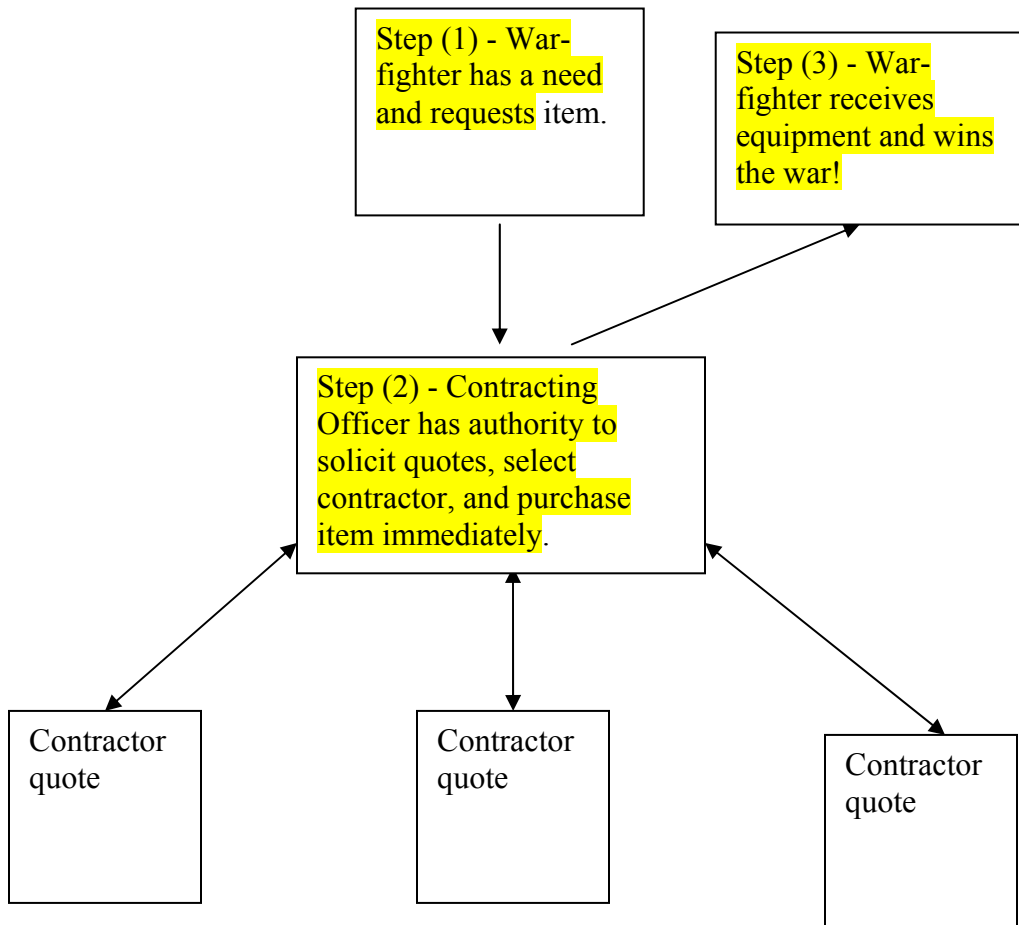 Step (1) - War-
fighter has a need
and requests item.
Step (3) - War-
fighter receives
equipment and wins
the war!
Step (2) - Contracting
Officer has authority to
solicit quotes, select
contractor, and purchase
item immediately.
Contractor
quote
Contractor
quote
Contractor
quote